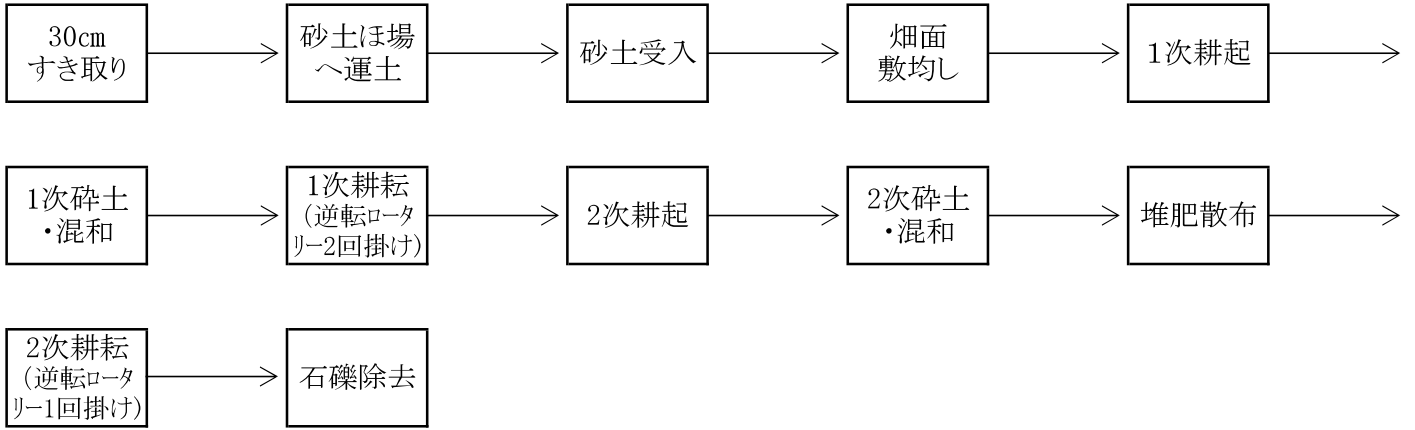 30cm
すき取り
砂土ほ場
へ運土
砂土受入
畑面
敷均し
1次耕起
1次砕土
・混和
1次耕耘
(逆転ロータ
リー2回掛け)
2次耕起
2次砕土
・混和
堆肥散布
2次耕耘
(逆転ロータ
リー1回掛け)
石礫除去